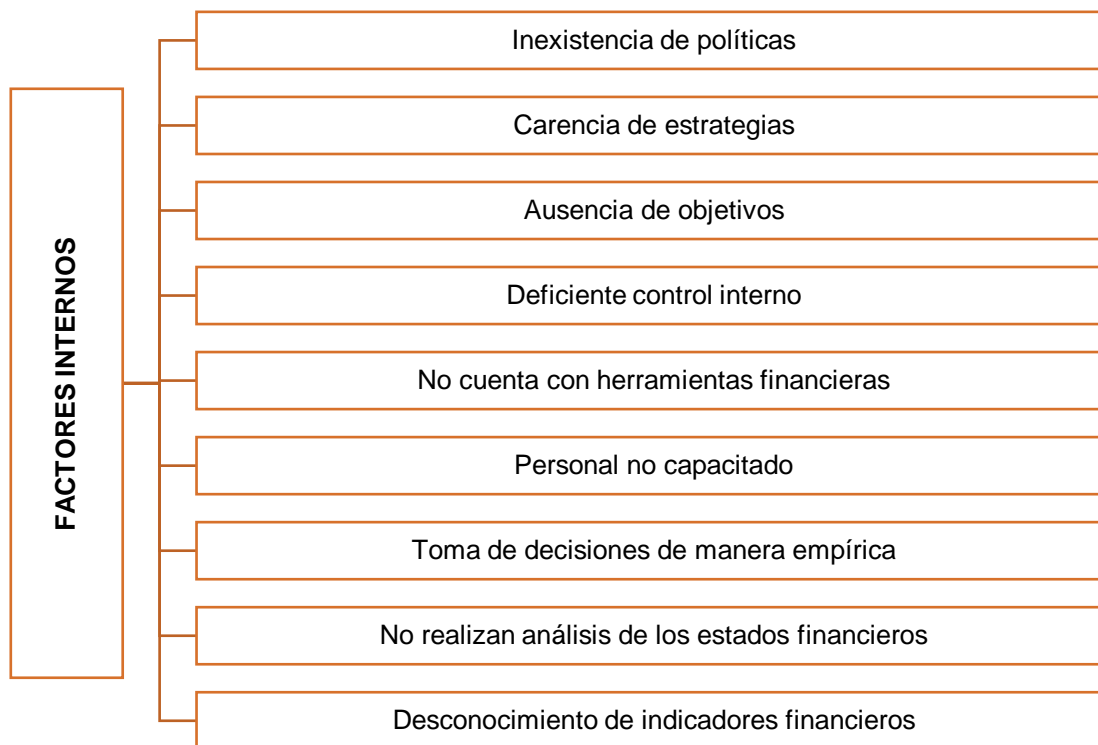 FACTORES INTERNOS
Inexistencia de políticas
Carencia de estrategias
Ausencia de objetivos
Deficiente control interno
No cuenta con herramientas financieras
Personal no capacitado
Toma de decisiones de manera empírica
No realizan análisis de los estados financieros
Desconocimiento de indicadores financieros